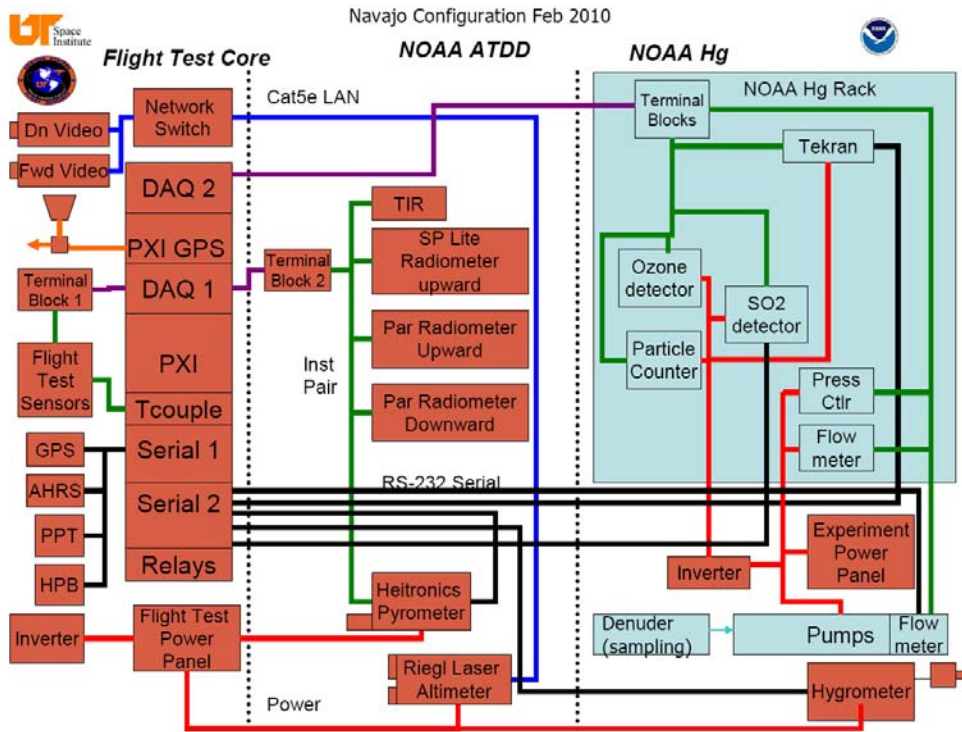 Navajo Configuration Feb 2010
UT Space
Institute
Flight Test Core
NOAA ATDD
NOAA Hg
Cat5e LAN
NOAA Hg Rack
Network
Switch
Dn Video
Fwd Video
DAQ 2
PXI GPS
DAQ 1
PXI
Tcouple
Serial 1
Serial 2
Relays
Terminal
Block 1
Flight
Test
Sensors
GPS
AHRS
PPT
HPB
Inverter
Flight Test
Power
Panel
Terminal
Block 2
TIR
SP Lite
Radiometer
upward
Par Radiometer
Upward
Par Radiometer
Downward
Inst
Pair
RS-232 Serial
Heitronics
Pyrometer
Riegl Laser
Altimeter
Power
Terminal
Blocks
Tekran
Ozone
detector
SO2
detector
Particle
Counter
Press
Ctlr
Flow
meter
Inverter
Experiment
Power
Panel
Denuder
(sampling)
Pumps
Flow
meter
Hygrometer